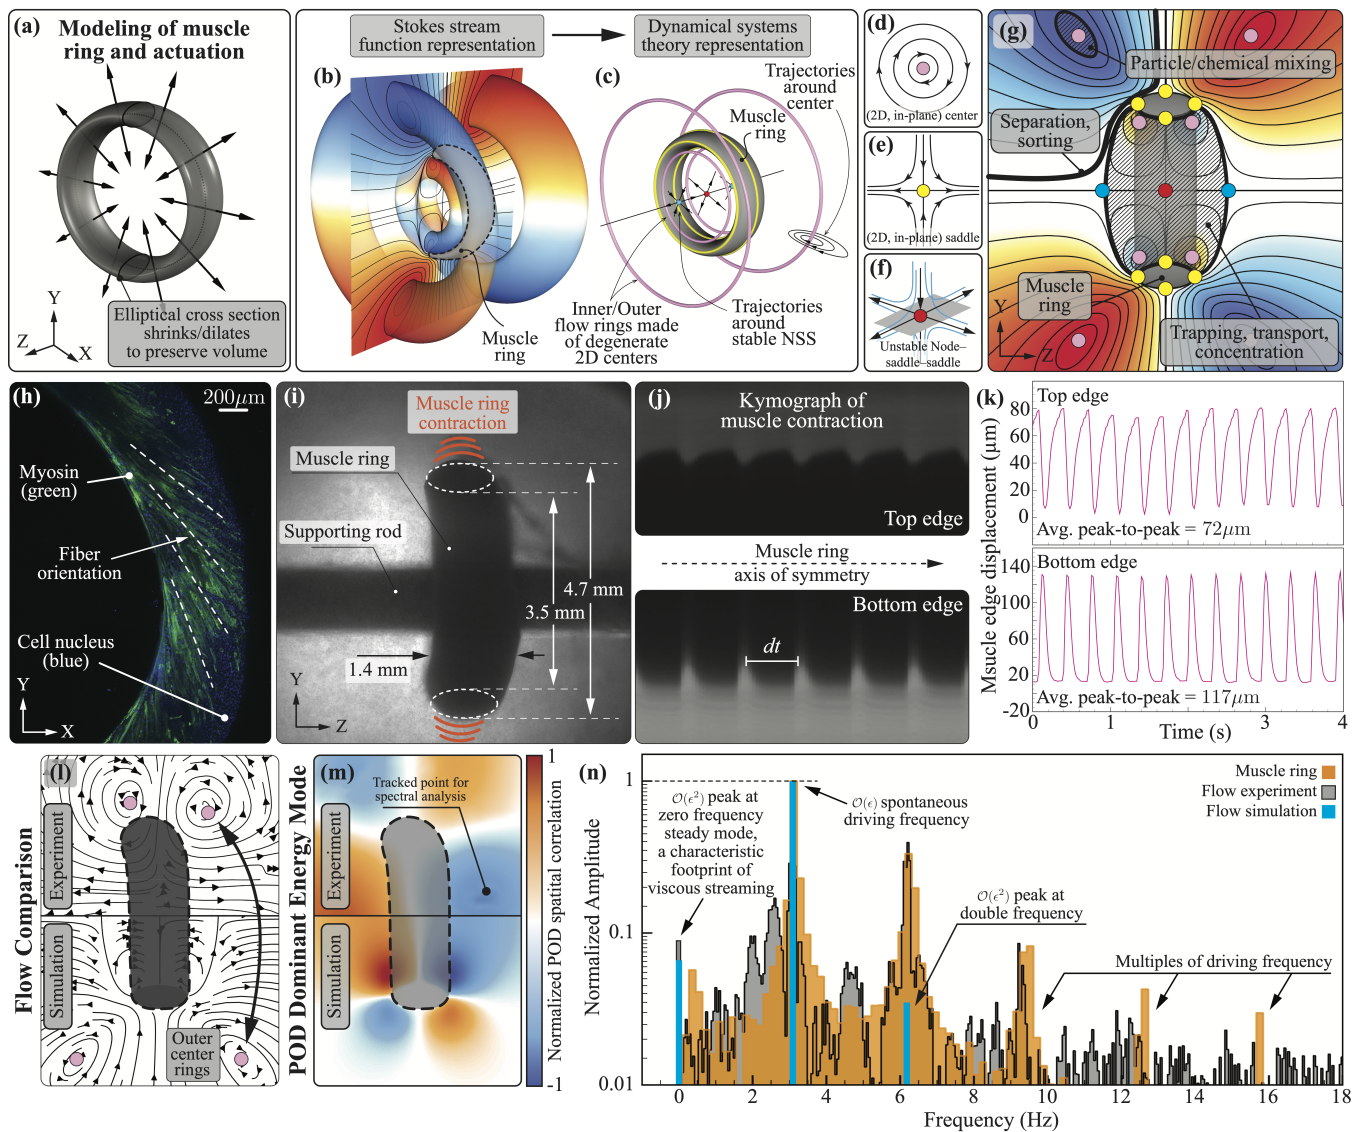 (a) Modeling of muscle
ring and actuation
Elliptical cross section
shrinks/dilates
to preserve volume
Y
Z
X
Stokes stream
function representation
Dynamical systems
theory representation
(b)
Muscle
ring
(c)
Trajectories
around
center
Muscle
ring
Inner/Outer
flow rings made
of degenerate
2D centers
Trajectories
around
stable NSS
(d)
(2D, in-plane) center
(e)
(2D, in-plane) saddle
(f)
Unstable Node–
saddle–saddle
(g)
Particle/chemical mixing
Separation,
sorting
Muscle
ring
Trapping, transport,
concentration
Y
Z
(h)
200μm
Myosin
(green)
Fiber
orientation
Cell nucleus
(blue)
Y
X
(i)
Muscle ring
contraction
Muscle ring
Supporting rod
4.7 mm
3.5 mm
1.4 mm
Y
Z
(j)
Kymograph of
muscle contraction
Top edge
Muscle ring
axis of symmetry
Bottom edge
dt
(k)
Top edge
80
60
40
20
0
Avg. peak-to-peak = 72μm
Bottom edge
140
100
60
20
-20
Avg. peak-to-peak = 117μm
0 1 2 3 4
Time (s)
Msucle edge displacement (μm)
(l)
Flow Comparison
Experiment
Simulation
Outer
center
rings
(m)
POD Dominant Energy Mode
Experiment
Simulation
Tracked point for
spectral analysis
1
-1
Normalized POD spatital correlation
(n)
Muscle ring
Flow experiment
Flow simulation
O(ϵ²) peak at
zero frequency
steady mode,
a characteristic
footprint of
viscous streaming
O(ϵ) spontaneous
driving frequency
O(ϵ²) peak at
double frequency
Multiples of driving frequency
1
0.1
0.01
Normalized Amplitude
0 2 4 6 8 10 12 14 16 18
Frequency (Hz)